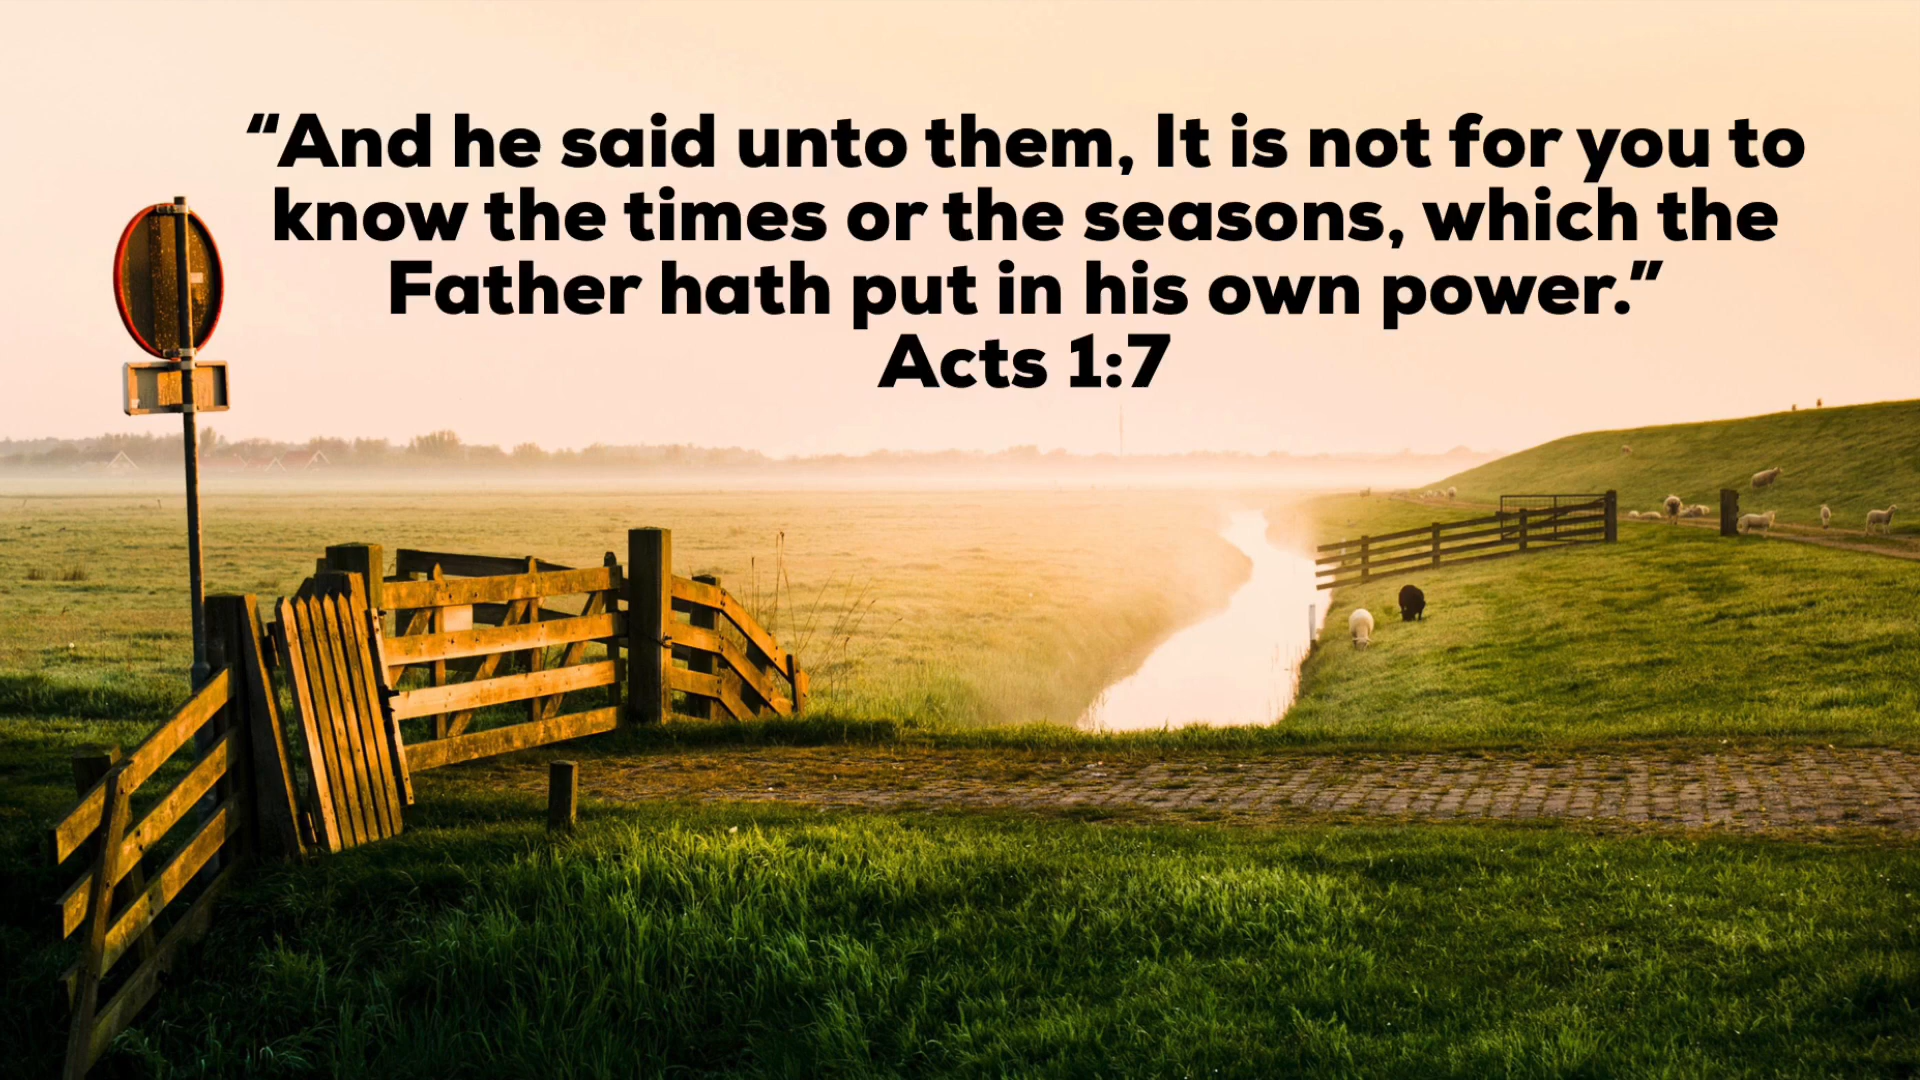 “And he said unto them, It is not for you to
know the times or the seasons, which the
Father hath put in his own power.”
Acts 1:7